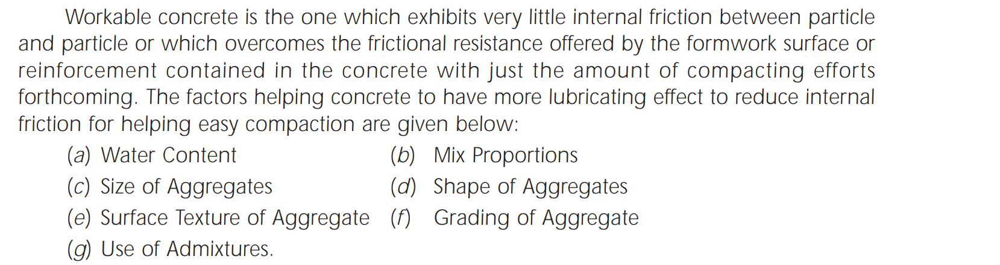 Workable concrete is the one which exhibits very little internal friction between particle
and particle or which overcomes the frictional resistance offered by the formwork surface or
reinforcement contained in the concrete with just the amount of compacting efforts
forthcoming. The factors helping concrete to have more lubricating effect to reduce internal
friction for helping easy compaction are given below:
(a) Water Content (b) Mix Proportions
(c) Size of Aggregates (d) Shape of Aggregates
(e) Surface Texture of Aggregate (f) Grading of Aggregate
(g) Use of Admixtures.